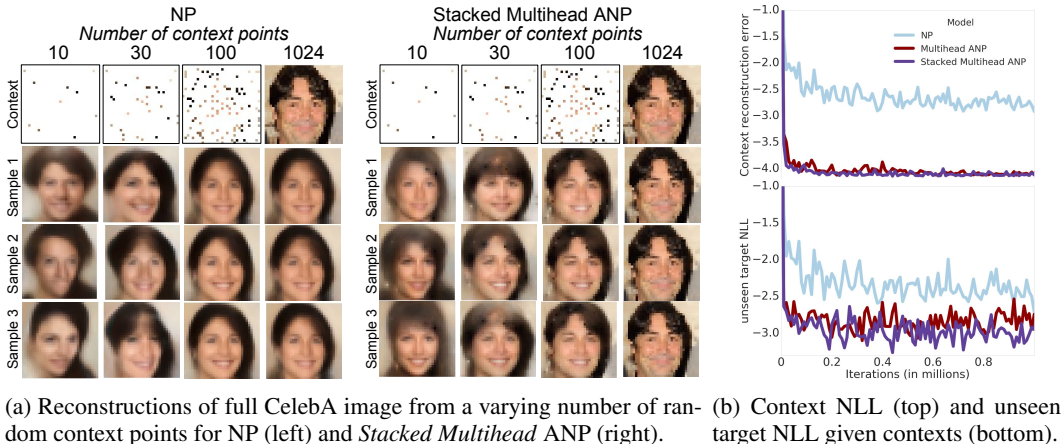 NP
Number of context points
10 30 100 1024
Context
Sample 1
Sample 2
Sample 3
Stacked Multihead ANP
Number of context points
10 30 100 1024
Context
Sample 1
Sample 2
Sample 3
(a) Reconstructions of full CelebA image from a varying number of ran-
dom context points for NP (left) and Stacked Multihead ANP (right).
Context reconstruction error
−1.0
−1.5
−2.0
−2.5
−3.0
−3.5
−4.0
Model
NP
Multihead ANP
Stacked Multihead ANP
unseen target NLL
−1.0
−1.5
−2.0
−2.5
−3.0
0.0 0.2 0.4 0.6 0.8
Iterations (in millions)
(b) Context NLL (top) and unseen
target NLL given contexts (bottom).